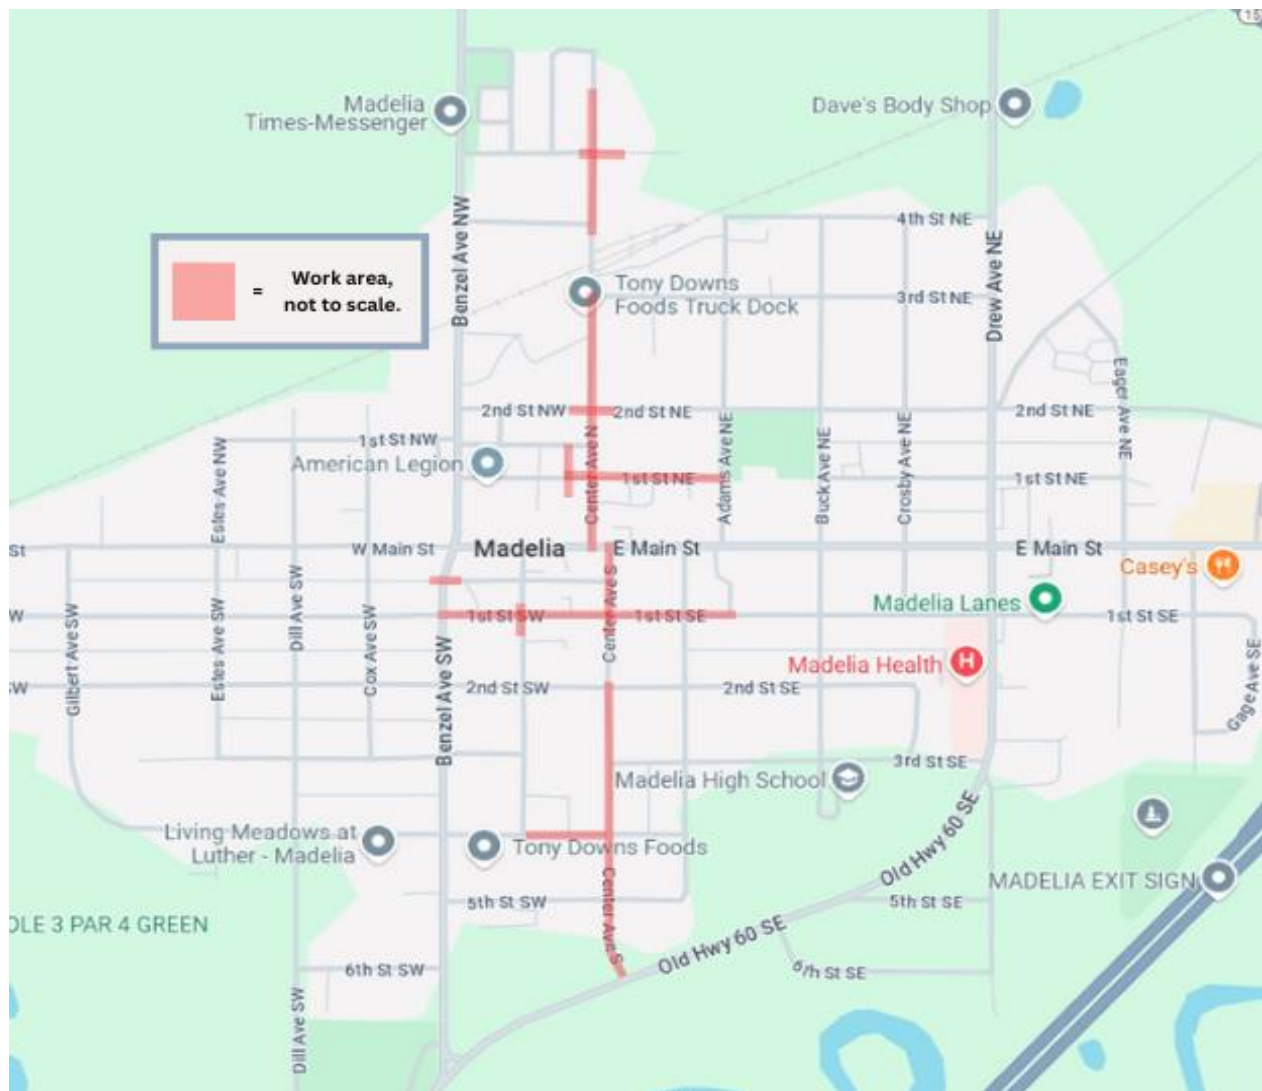 15
Madelia
Times-Messenger
Dave's Body Shop
Benzel Ave NW
4th St NE
Drew Ave NE
=
Work area,
not to scale.
Tony Downs
Foods Truck Dock
3rd St NE
Eager Ave NE
2nd St NW
2nd St NE
2nd St NE
1st St NW
American Legion
Estes Ave NW
Center Ave N
1st St NE
Adams Ave NE
Buck Ave NE
Crosby Ave NE
1st St NE
St
W Main St
Madelia
E Main St
E Main St
Casey's
Madelia Lanes
W
1st St SW
Center Ave S
1st St SE
1st St SE
Gilbert Ave SW
Estes Ave SW
Dill Ave SW
Cox Ave SW
Benzel Ave SW
Madelia Health
H
Gage Ave SE
SW
2nd St SW
2nd St SE
3rd St SE
Madelia High School
Living Meadows at
Luther - Madelia
Tony Downs Foods
Old Hwy 60 SE
MADELIA EXIT SIGN
Center Ave S
5th St SW
5th St SE
OLE 3 PAR 4 GREEN
Old Hwy 60 SE
6th St SW
6th St SE
Dill Ave SW